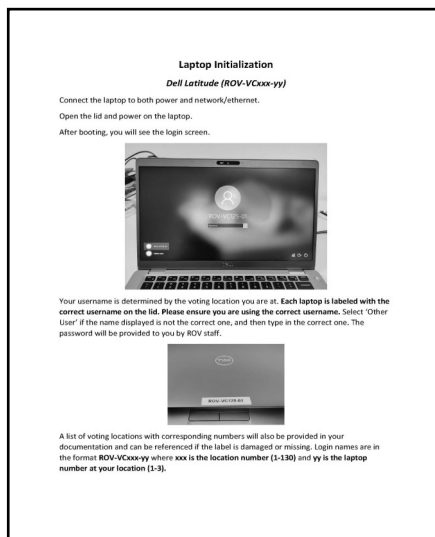 Laptop Initialization
Dell Latitude (ROV-VCxxx-yy)
Connect the laptop to both power and network/ethernet.
Open the lid and power on the laptop.
After booting, you will see the login screen.
Your username is determined by the voting location you are at. Each laptop is labeled with the
correct username on the lid. Please ensure you are using the correct username. Select ‘Other
User’ if the name displayed is not the correct one, and then type in the correct one. The
password will be provided to you by ROV staff.
A list of voting locations with corresponding numbers will also be provided in your
documentation and can be referenced if the label is damaged or missing. Login names are in
the format ROV-VCxxx-yy where xxx is the location number (1-130) and yy is the laptop
number at your location (1-3).